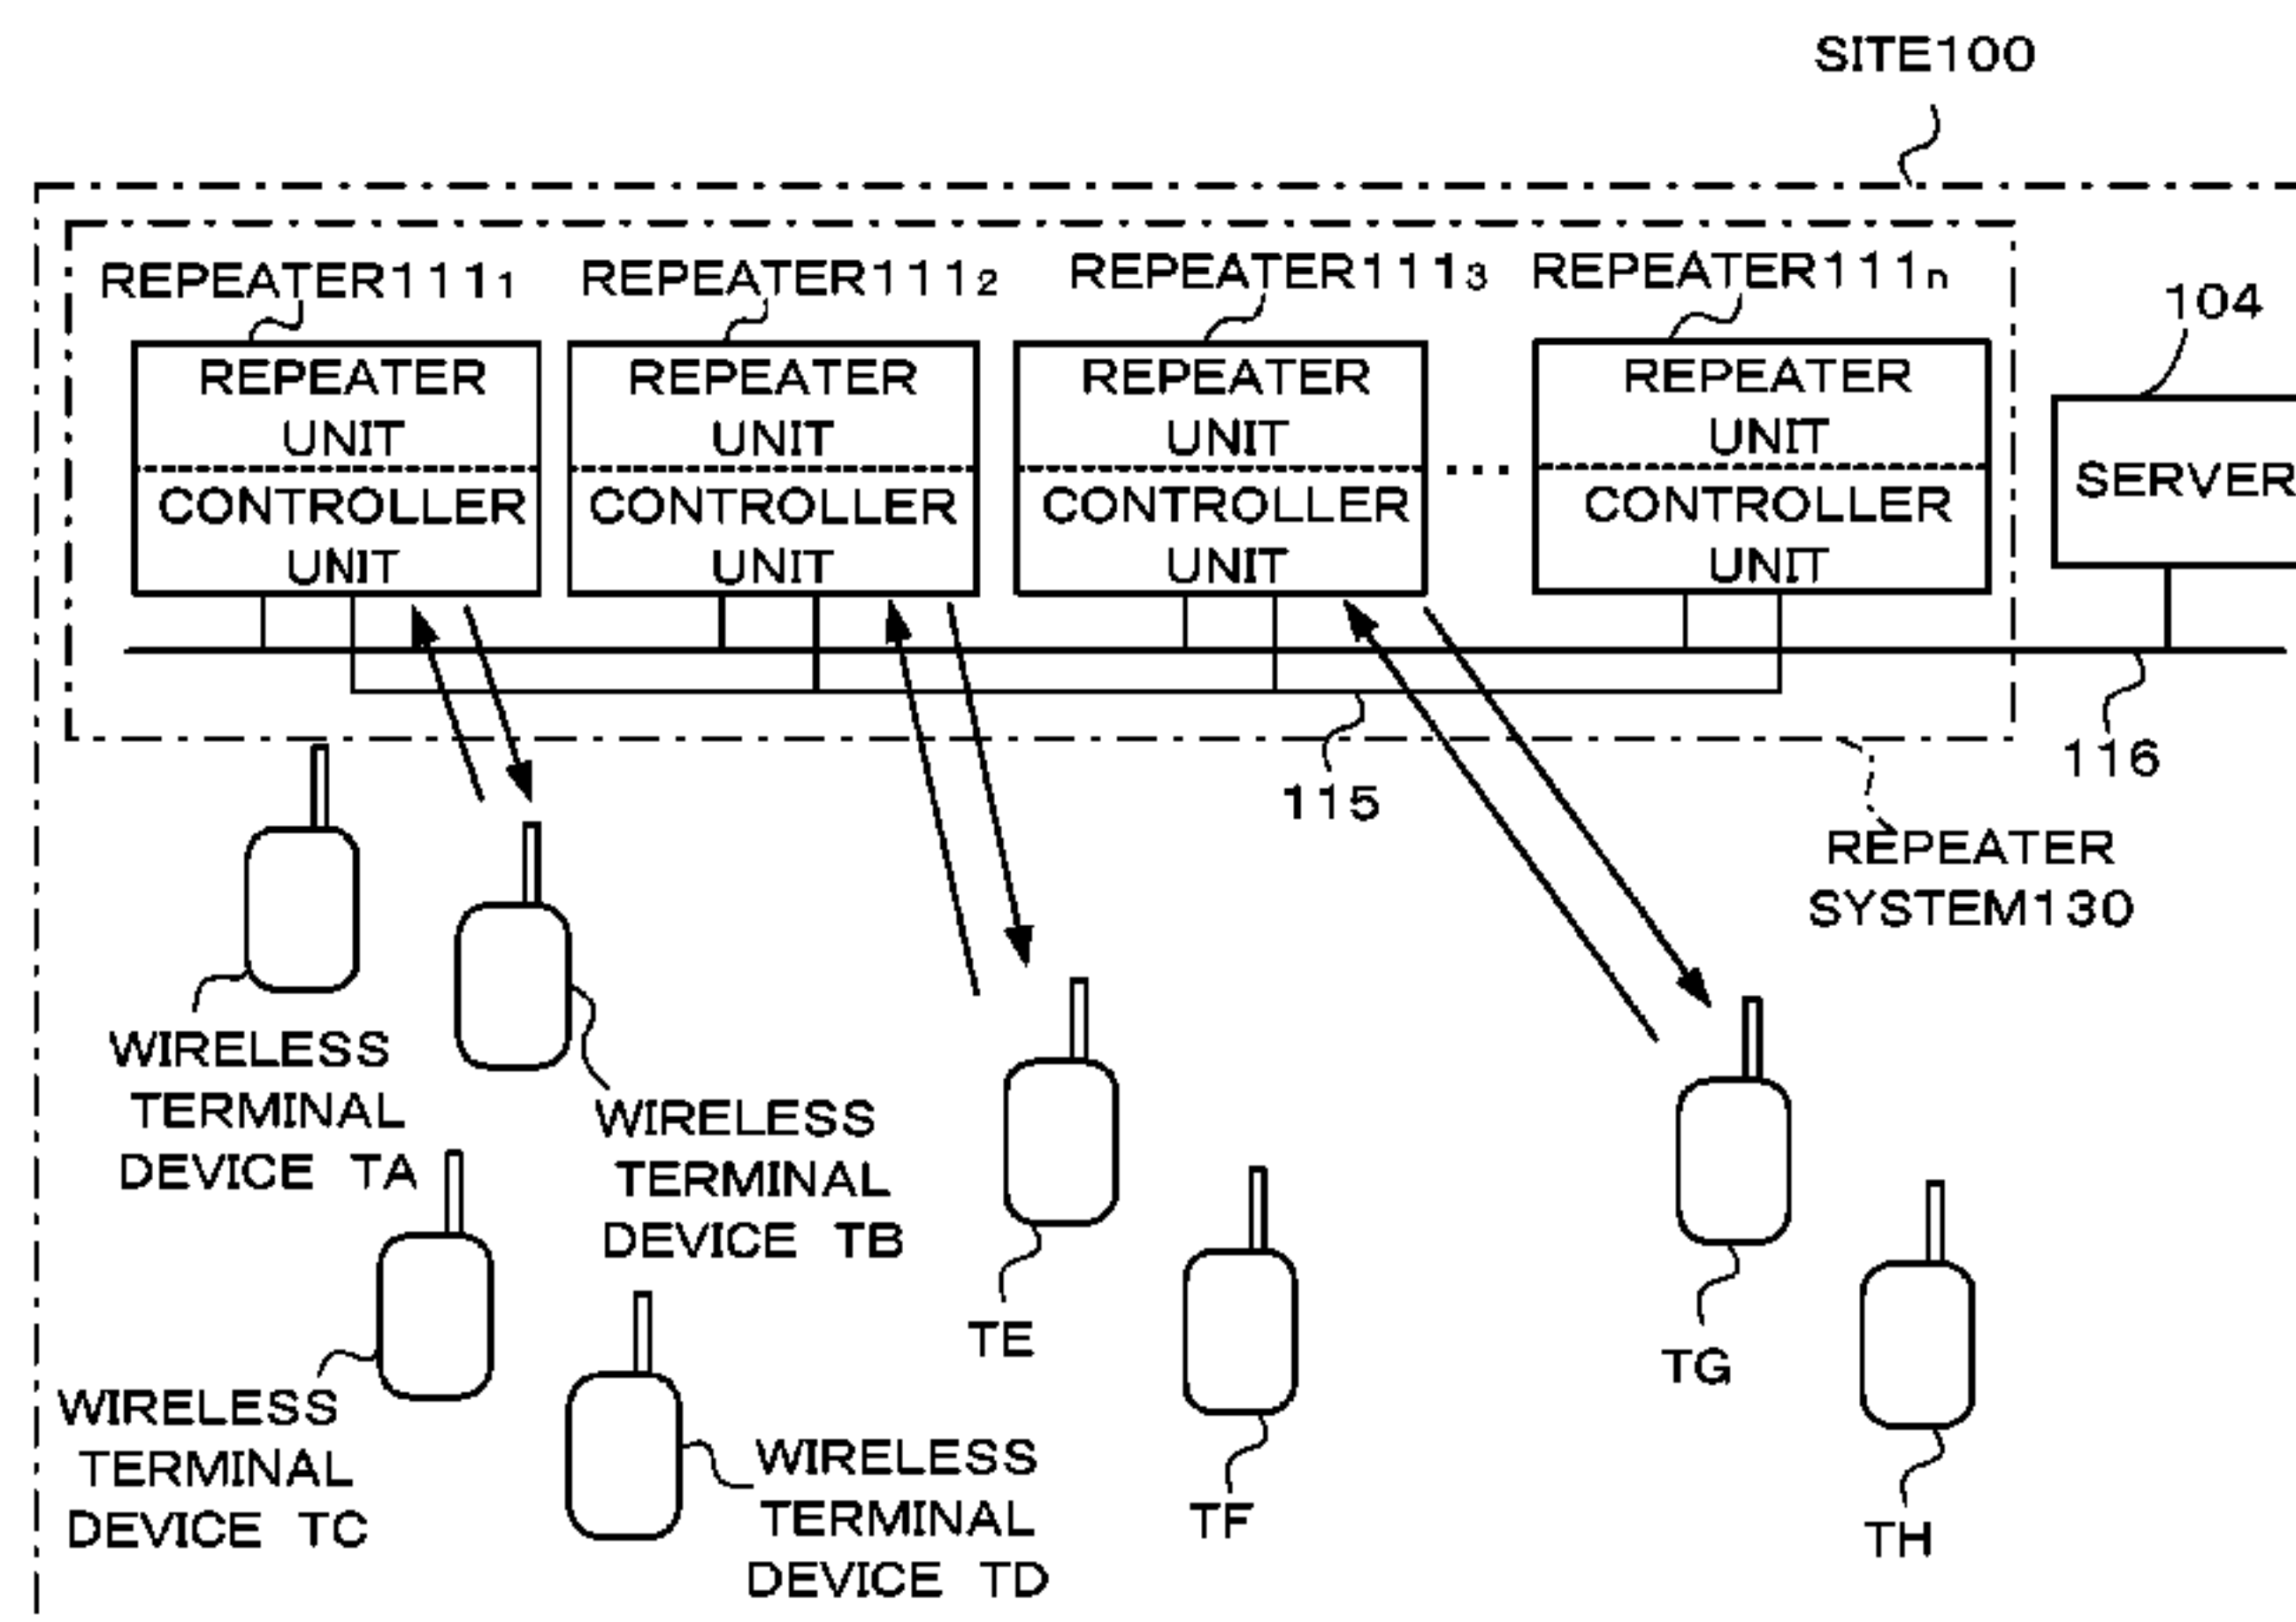 SITE100
REPEATER111₁
REPEATER111₂
REPEATER111₃
REPEATER111ₙ
104
REPEATER
UNIT
CONTROLLER
UNIT
REPEATER
UNIT
CONTROLLER
UNIT
REPEATER
UNIT
CONTROLLER
UNIT
...
REPEATER
UNIT
CONTROLLER
UNIT
SERVER
115
116
REPEATER
SYSTEM130
WIRELESS
TERMINAL
DEVICE TA
WIRELESS
TERMINAL
DEVICE TB
TE
TG
WIRELESS
TERMINAL
DEVICE TC
WIRELESS
TERMINAL
DEVICE TD
TF
TH